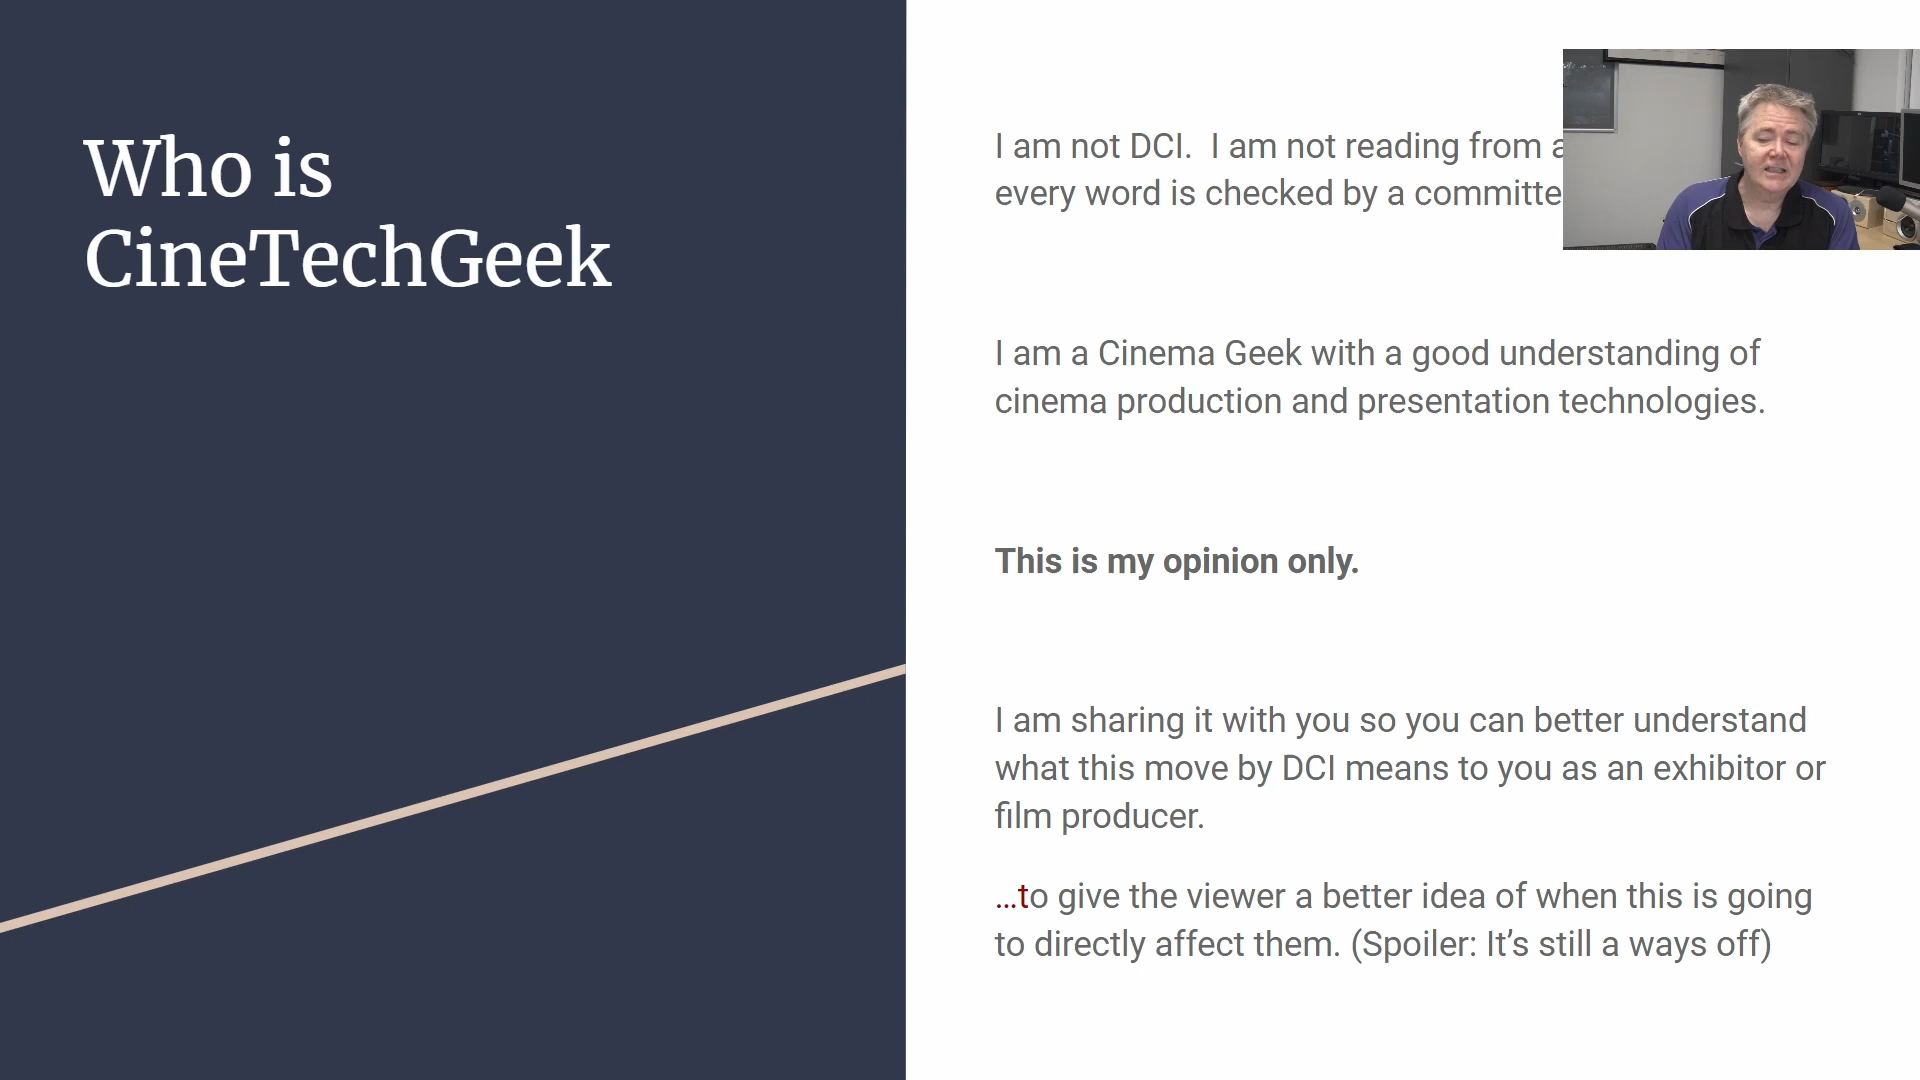 Who is
CineTechGeek
I am not DCI. I am not reading from a
every word is checked by a committe
I am a Cinema Geek with a good understanding of
cinema production and presentation technologies.
This is my opinion only.
I am sharing it with you so you can better understand
what this move by DCI means to you as an exhibitor or
film producer.
...to give the viewer a better idea of when this is going
to directly affect them. (Spoiler: It’s still a ways off)